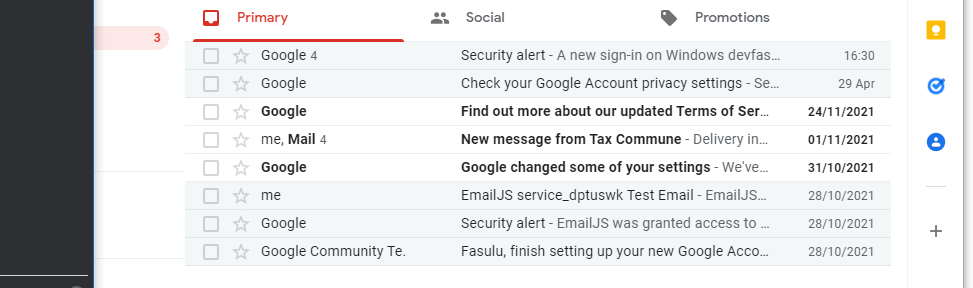 Primary Social Promotions
3
Google 4 Security alert - A new sign-in on Windows devfas... 16:30
Google Check your Google Account privacy settings - Se... 29 Apr
Google Find out more about our updated Terms of Ser... 24/11/2021
me, Mail 4 New message from Tax Commune - Delivery in... 01/11/2021
Google Google changed some of your settings - We've... 31/10/2021
me EmailJS service_dptuswk Test Email - EmailJS... 28/10/2021
Google Security alert - EmailJS was granted access to ... 28/10/2021
Google Community Te. Fasulu, finish setting up your new Google Acco... 28/10/2021